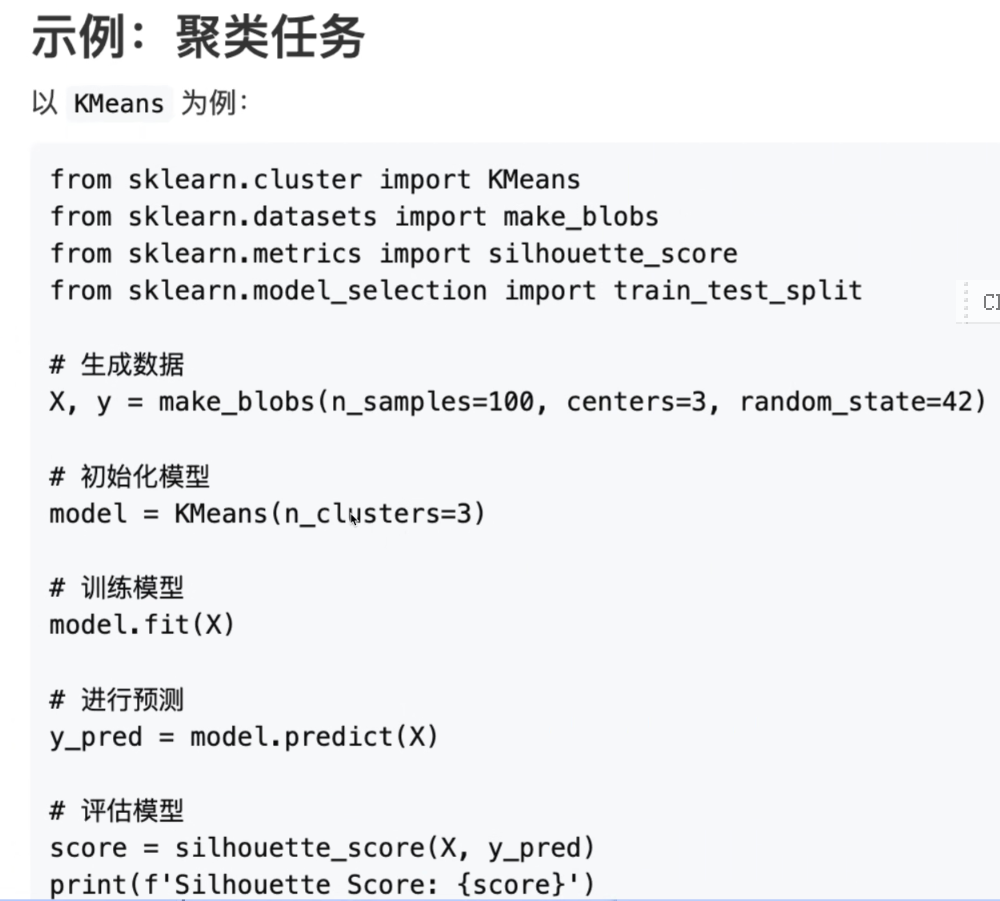 示例：聚类任务
以 KMeans 为例：
from sklearn.cluster import KMeans
from sklearn.datasets import make_blobs
from sklearn.metrics import silhouette_score
from sklearn.model_selection import train_test_split
# 生成数据
X, y = make_blobs(n_samples=100, centers=3, random_state=42)
# 初始化模型
model = KMeans(n_clusters=3)
# 训练模型
model.fit(X)
# 进行预测
y_pred = model.predict(X)
# 评估模型
score = silhouette_score(X, y_pred)
print(f'Silhouette Score: {score}')